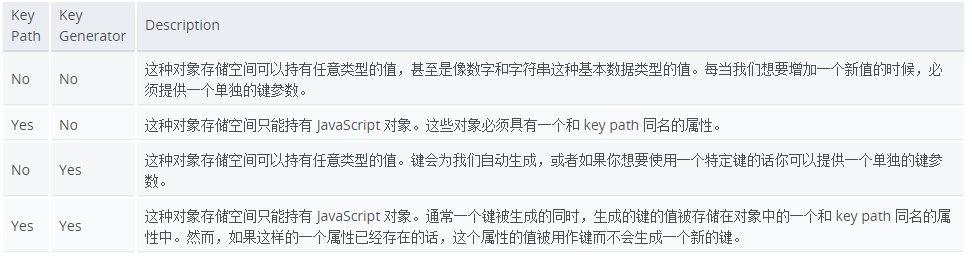 Key Path
Key Generator
Description
No
No
这种对象存储空间可以持有任意类型的值，甚至是像数字和字符串这种基本数据类型的值。每当我们想要增加一个新值的时候，必
须提供一个单独的键参数。
Yes
No
这种对象存储空间只能持有 JavaScript 对象。这些对象必须具有一个和 key path 同名的属性。
No
Yes
这种对象存储空间可以持有任意类型的值。键会为我们自动生成，或者如果你想要使用一个特定键的话你可以提供一个单独的键参
数。
Yes
Yes
这种对象存储空间只能持有 JavaScript 对象。通常一个键被生成的同时，生成的键的值被存储在对象中的一个和 key path 同名的属
性中。然而，如果这样的一个属性已经存在的话，这个属性的值被用作键而不会生成一个新的键。